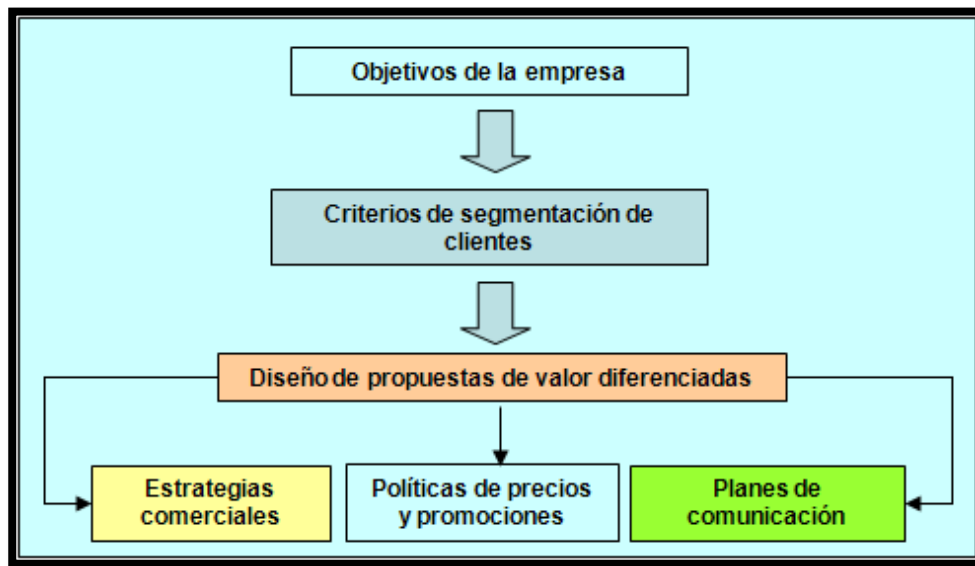 Objetivos de la empresa
Criterios de segmentación de
clientes
Diseño de propuestas de valor diferenciadas
Estrategias
comerciales
Políticas de precios
y promociones
Planes de
comunicación